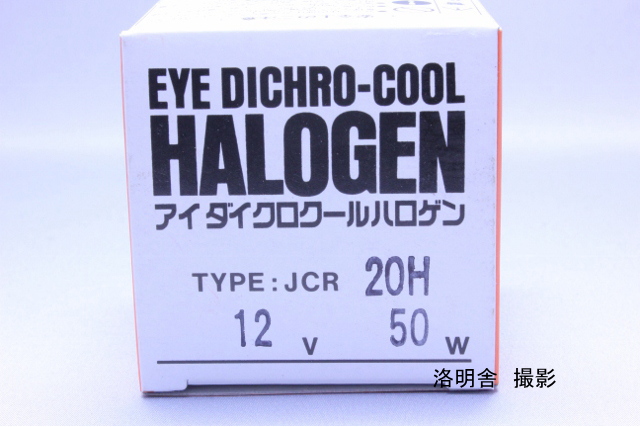 EYE DICHRO-COOL
HALOGEN
アイ ダイクロクールハロゲン
TYPE:JCR 20H
12 V 50 W
洛明舎 撮影